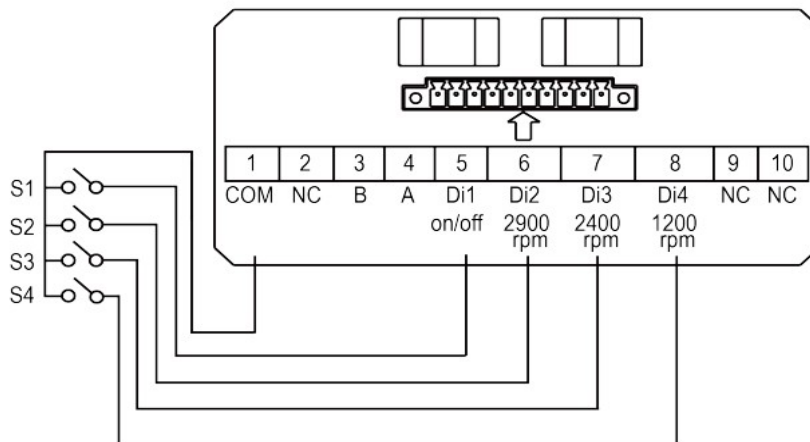 1 2 3 4 5 6 7 8 9 10
COM NC B A Di1 Di2 Di3 Di4 NC NC
on/off 2900 2400 1200
rpm rpm rpm
S1
S2
S3
S4